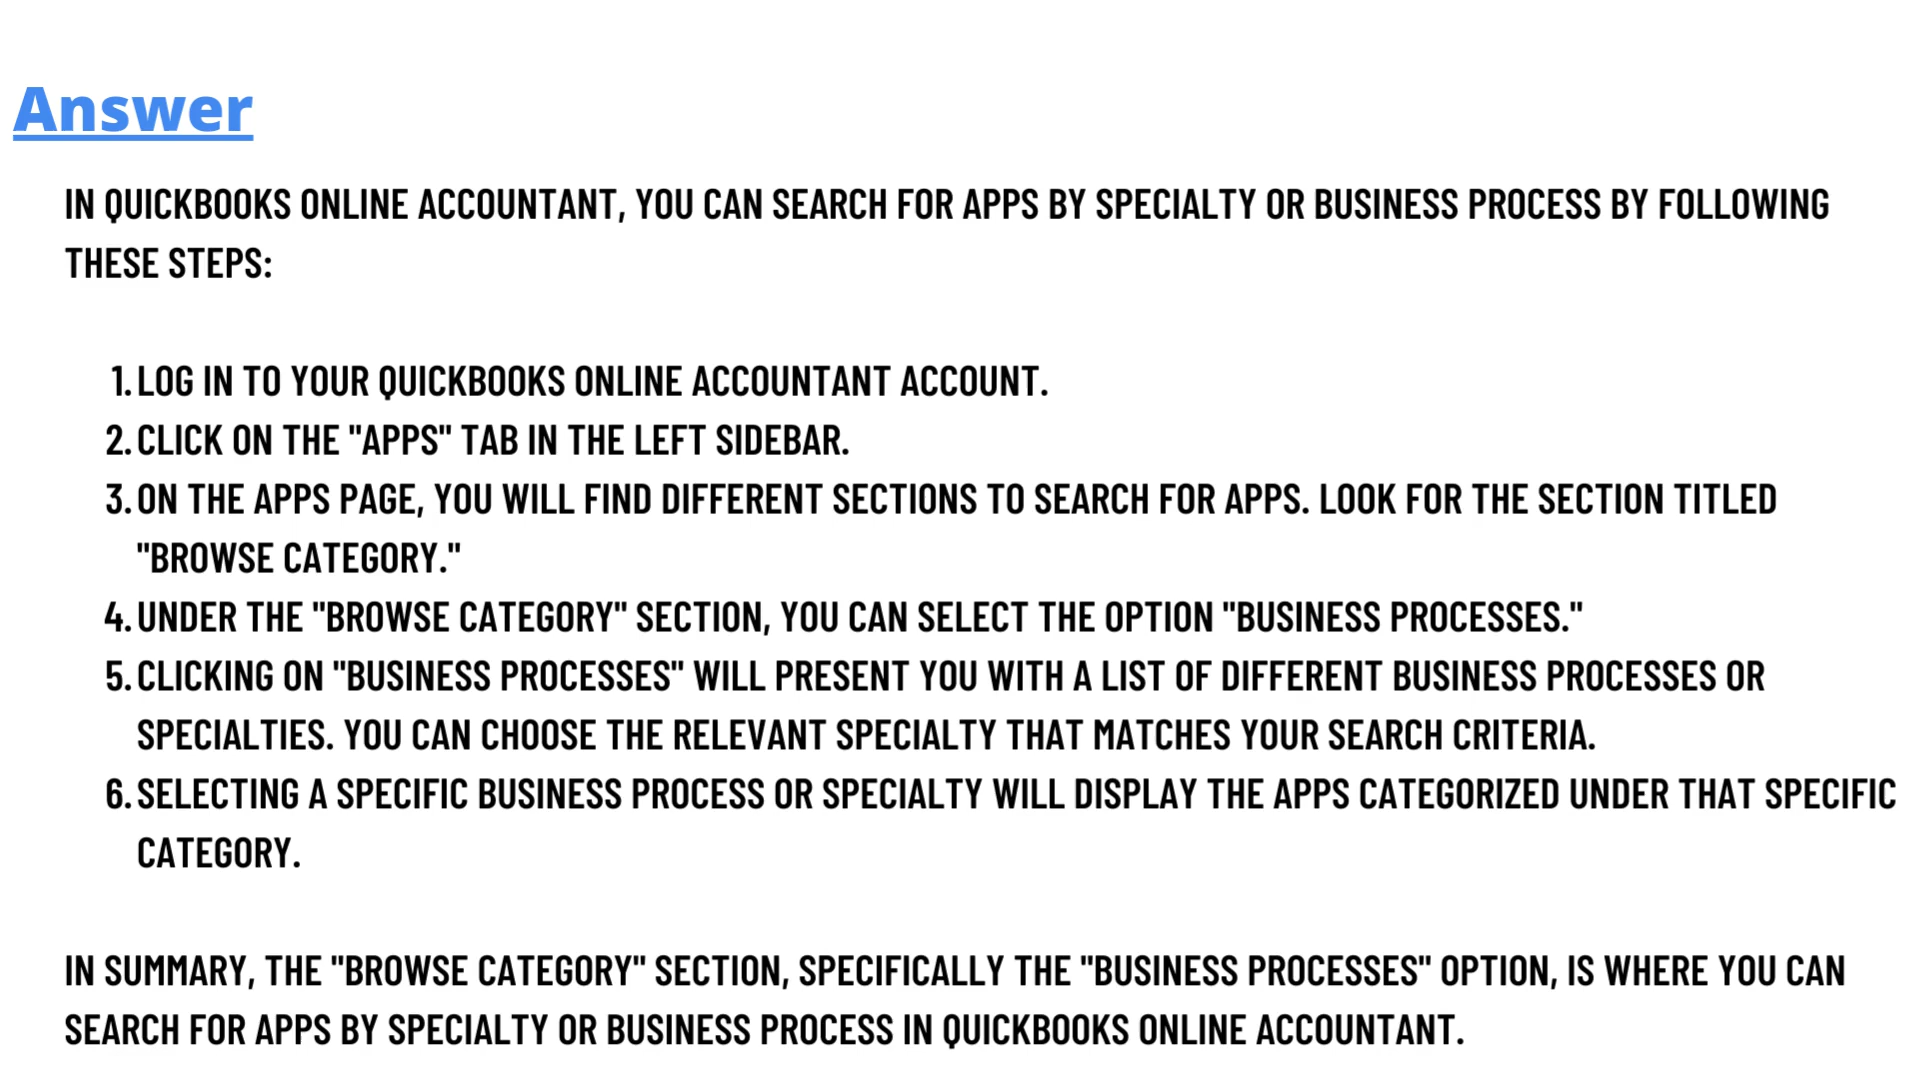 Answer
IN QUICKBOOKS ONLINE ACCOUNTANT, YOU CAN SEARCH FOR APPS BY SPECIALTY OR BUSINESS PROCESS BY FOLLOWING
THESE STEPS:
1. LOG IN TO YOUR QUICKBOOKS ONLINE ACCOUNTANT ACCOUNT.
2. CLICK ON THE "APPS" TAB IN THE LEFT SIDEBAR.
3. ON THE APPS PAGE, YOU WILL FIND DIFFERENT SECTIONS TO SEARCH FOR APPS. LOOK FOR THE SECTION TITLED
"BROWSE CATEGORY."
4. UNDER THE "BROWSE CATEGORY" SECTION, YOU CAN SELECT THE OPTION "BUSINESS PROCESSES."
5. CLICKING ON "BUSINESS PROCESSES" WILL PRESENT YOU WITH A LIST OF DIFFERENT BUSINESS PROCESSES OR
SPECIALTIES. YOU CAN CHOOSE THE RELEVANT SPECIALTY THAT MATCHES YOUR SEARCH CRITERIA.
6. SELECTING A SPECIFIC BUSINESS PROCESS OR SPECIALTY WILL DISPLAY THE APPS CATEGORIZED UNDER THAT SPECIFIC
CATEGORY.
IN SUMMARY, THE "BROWSE CATEGORY" SECTION, SPECIFICALLY THE "BUSINESS PROCESSES" OPTION, IS WHERE YOU CAN
SEARCH FOR APPS BY SPECIALTY OR BUSINESS PROCESS IN QUICKBOOKS ONLINE ACCOUNTANT.